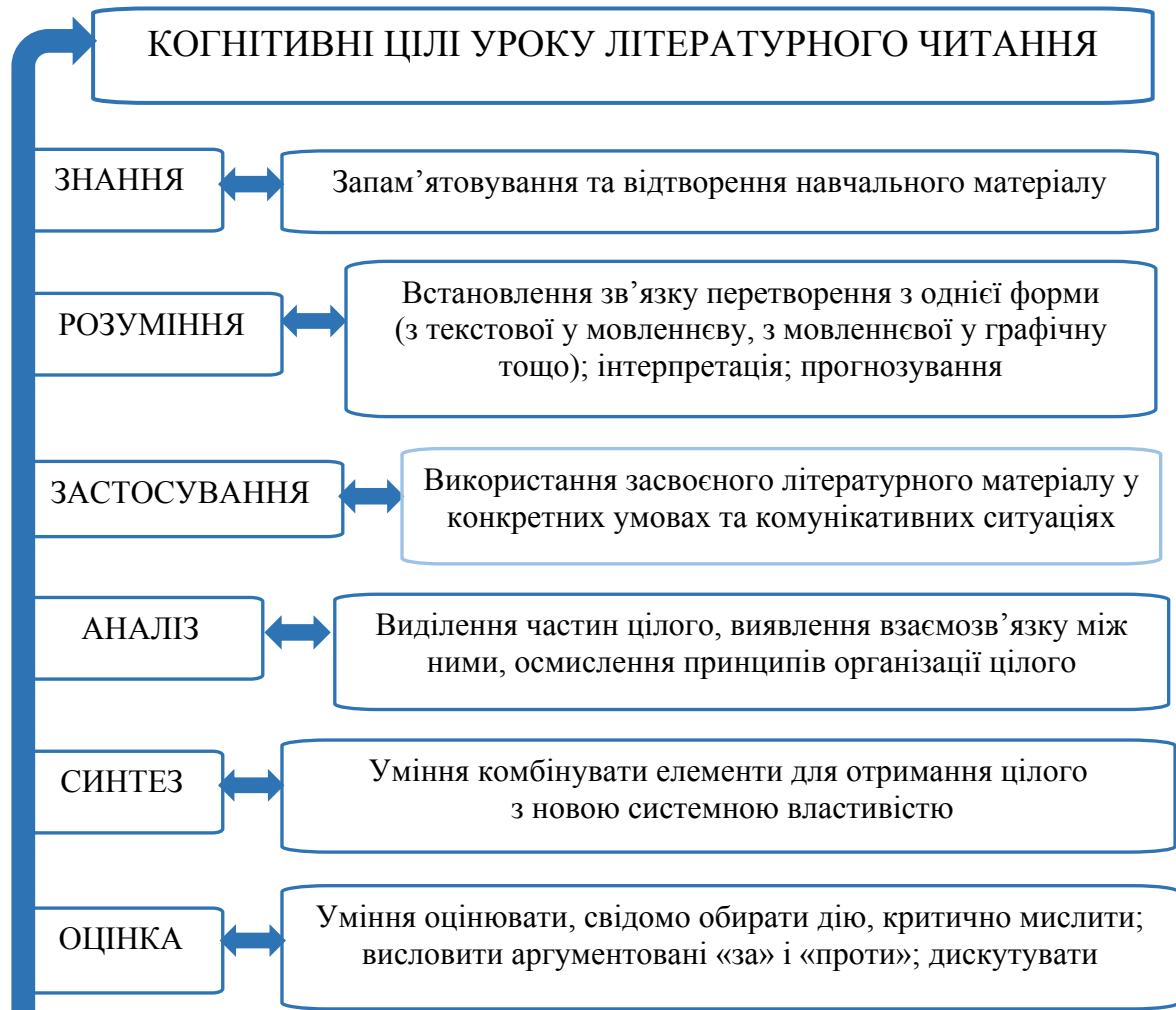 КОГНІТИВНІ ЦІЛІ УРОКУ ЛІТЕРАТУРНОГО ЧИТАННЯ
ЗНАННЯ
Запам’ятовування та відтворення навчального матеріалу
РОЗУМІННЯ
Встановлення зв’язку перетворення з однієї форми
(з текстової у мовленнєву, з мовленнєвої у графічну
тощо); інтерпретація; прогнозування
ЗАСТОСУВАННЯ
Використання засвоєного літературного матеріалу у
конкретних умовах та комунікативних ситуаціях
АНАЛІЗ
Виділення частин цілого, виявлення взаємозв’язку між
ними, осмислення принципів організації цілого
СИНТЕЗ
Уміння комбінувати елементи для отримання цілого
з новою системною властивістю
ОЦІНКА
Уміння оцінювати, свідомо обирати дію, критично мислити;
висловити аргументовані «за» і «проти»; дискутувати